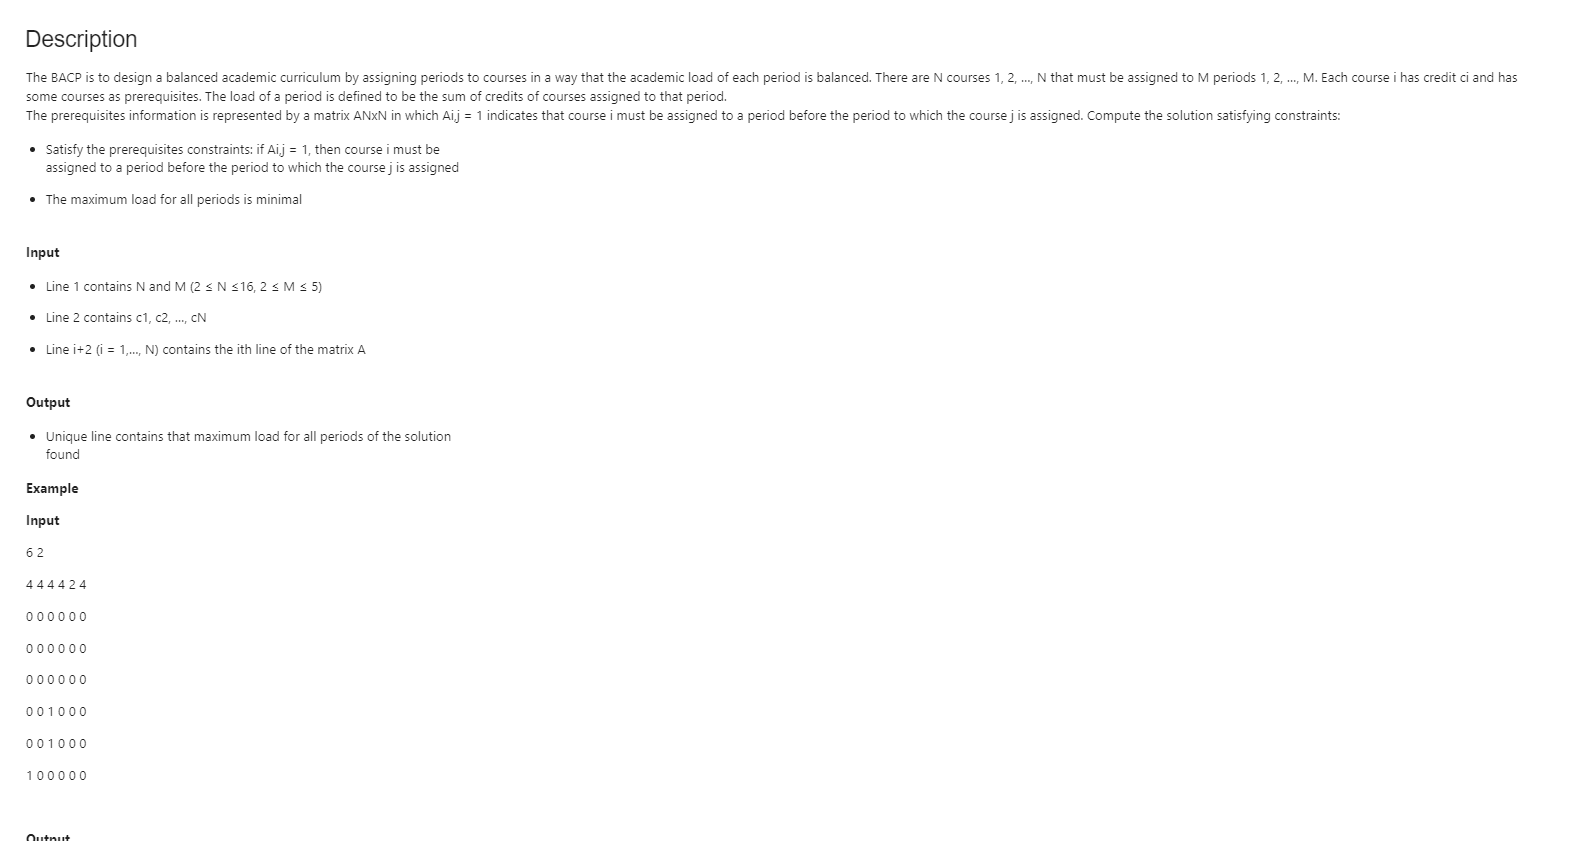 Description
The BACP is to design a balanced academic curriculum by assigning periods to courses in a way that the academic load of each period is balanced. There are N courses 1, 2, ..., N that must be assigned to M periods 1, 2, ..., M. Each course i has credit ci and has
some courses as prerequisites. The load of a period is defined to be the sum of credits of courses assigned to that period.
The prerequisites information is represented by a matrix ANxN in which Ai,j = 1 indicates that course i must be assigned to a period before the period to which the course j is assigned. Compute the solution satisfying constraints:
• Satisfy the prerequisites constraints: if Ai,j = 1, then course i must be
assigned to a period before the period to which the course j is assigned
• The maximum load for all periods is minimal
Input
• Line 1 contains N and M (2 ≤ N ≤16, 2 ≤ M ≤ 5)
• Line 2 contains c1, c2, ..., cN
• Line i+2 (i = 1,..., N) contains the ith line of the matrix A
Output
• Unique line contains that maximum load for all periods of the solution
found
Example
Input
6 2
4 4 4 4 2 4
0 0 0 0 0 0
0 0 0 0 0 0
0 0 0 0 0 0
0 0 1 0 0 0
0 0 1 0 0 0
1 0 0 0 0 0
Output